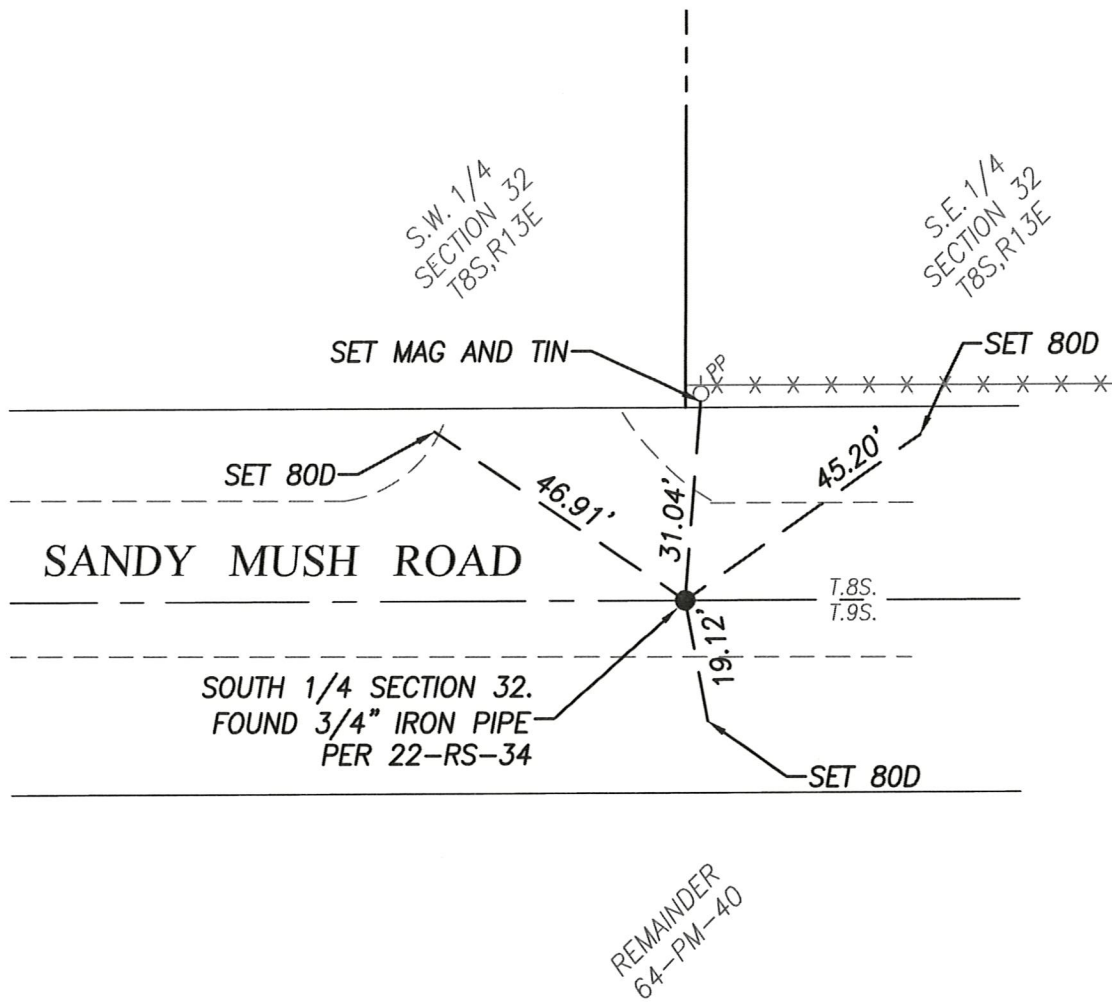 S.W. 1/4
SECTION 32
T8S,R13E
S.E. 1/4
SECTION 32
T8S,R13E
SET MAG AND TIN
PP
SET 80D
SET 80D
46.91'
31.04'
45.20'
SANDY MUSH ROAD
T.8S.
T.9S.
19.12'
SOUTH 1/4 SECTION 32.
FOUND 3/4" IRON PIPE
PER 22-RS-34
SET 80D
REMAINDER
64-PM-40